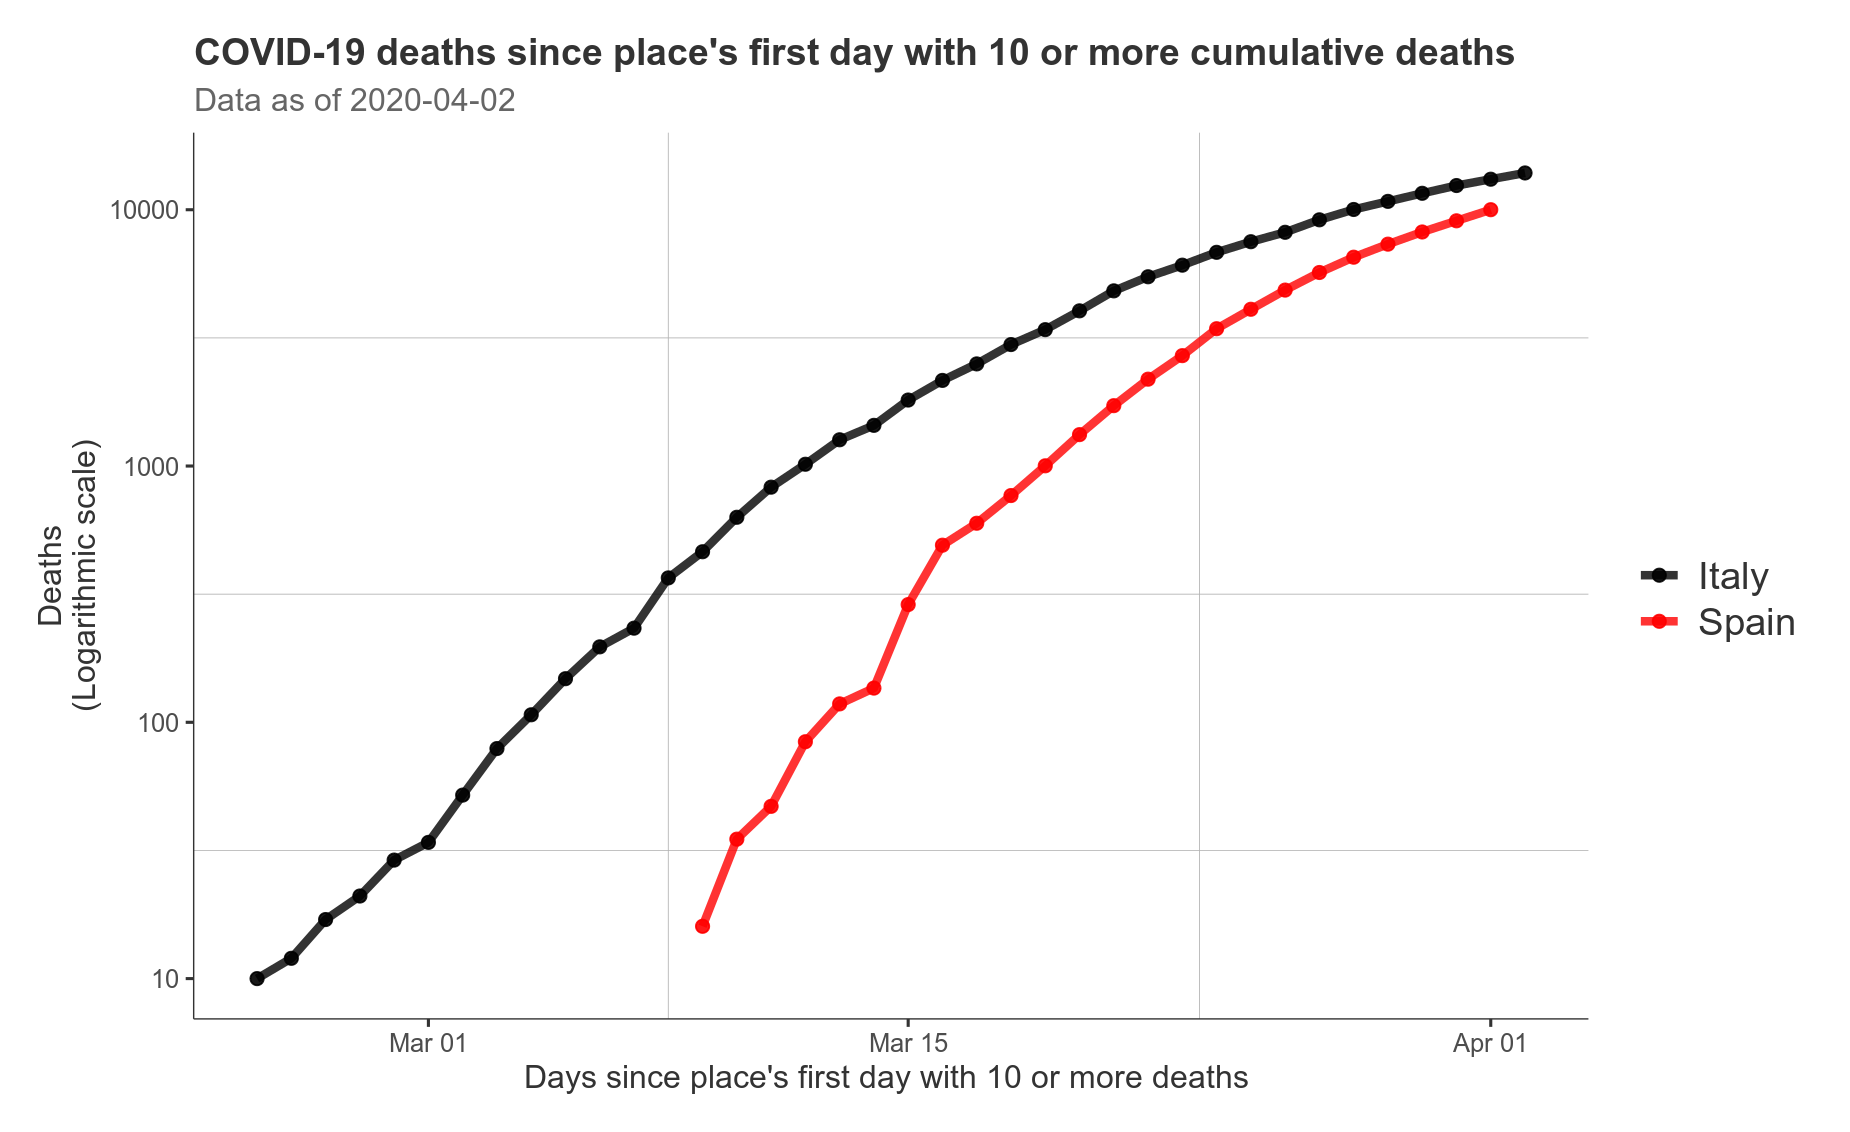 COVID-19 deaths since place's first day with 10 or more cumulative deaths
Data as of 2020-04-02
10000
1000
100
10
Deaths
(Logarithmic scale)
Mar 01
Mar 15
Apr 01
Days since place's first day with 10 or more deaths
Italy
Spain